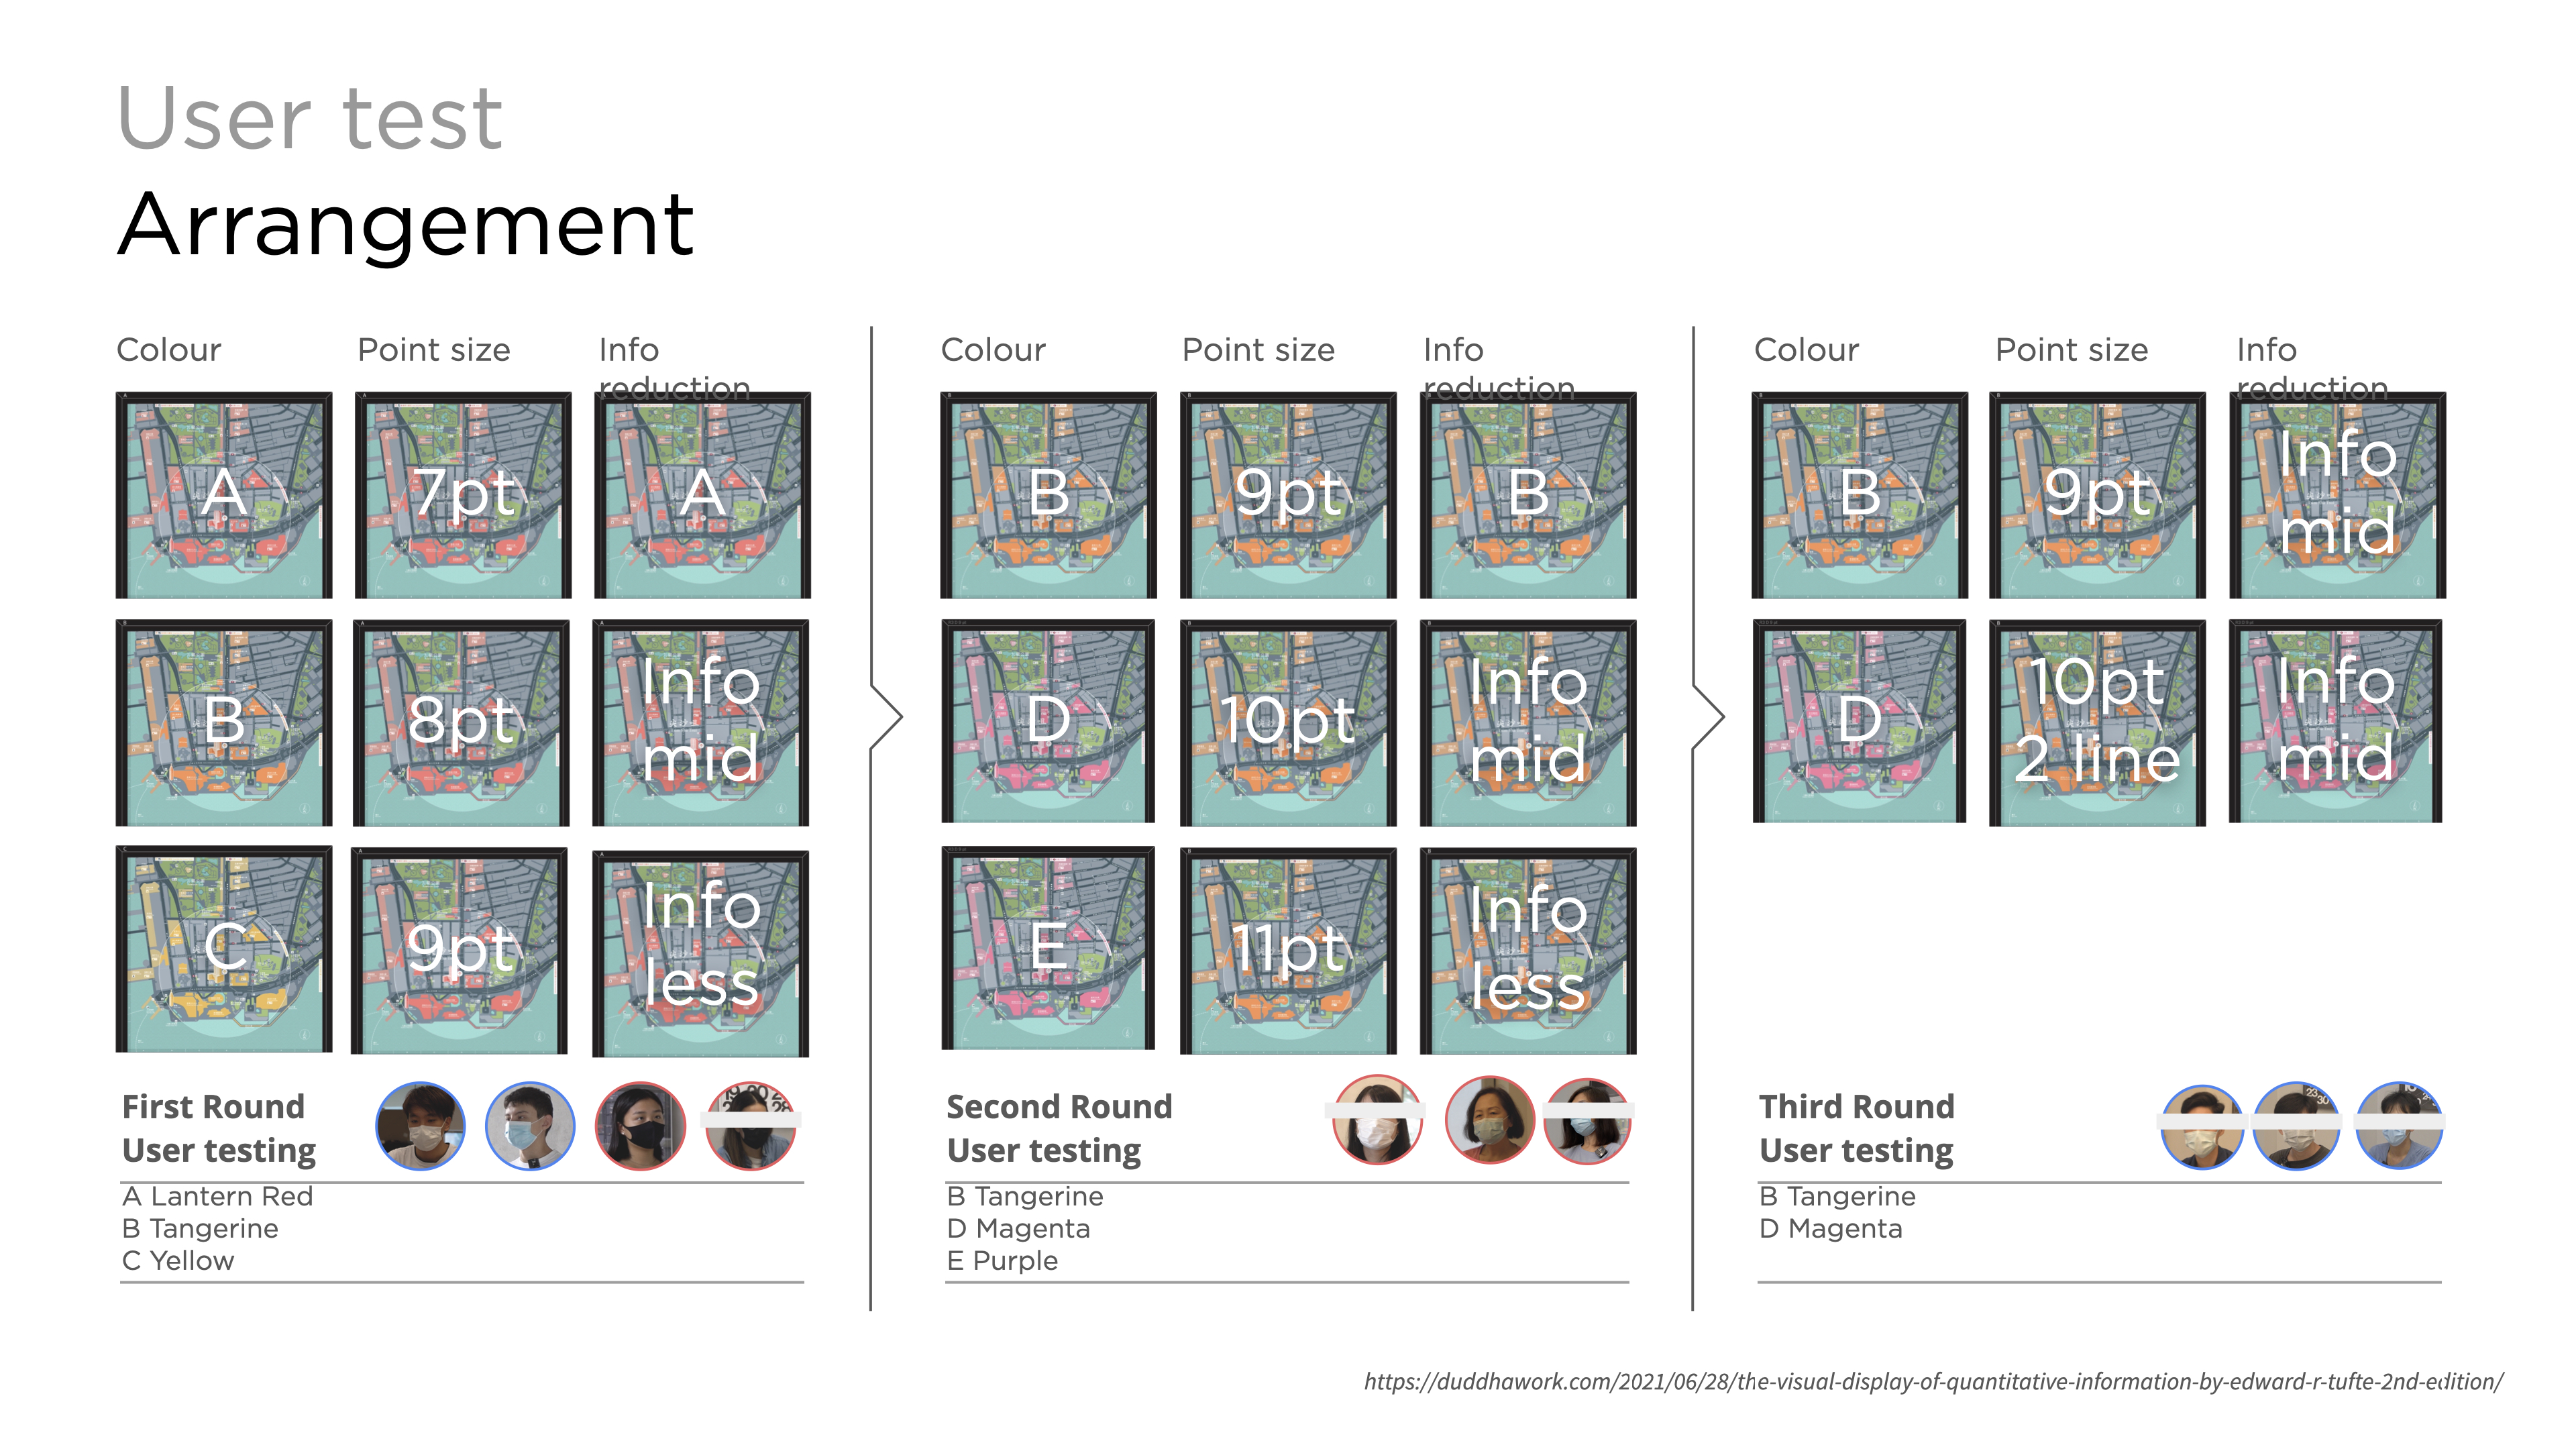 User test
Arrangement
Colour
Point size
Info
reduction
A
7pt
A
B
8pt
Info
mid
C
9pt
Info
less
First Round
User testing
A Lantern Red
B Tangerine
C Yellow
Colour
Point size
Info
reduction
B
9pt
B
D
10pt
Info
mid
E
11pt
Info
less
Second Round
User testing
B Tangerine
D Magenta
E Purple
Colour
Point size
Info
reduction
B
9pt
Info
mid
D
10pt
2 line
Info
mid
Third Round
User testing
B Tangerine
D Magenta
https://duddhawork.com/2021/06/28/the-visual-display-of-quantitative-information-by-edward-r-tufte-2nd-edition/